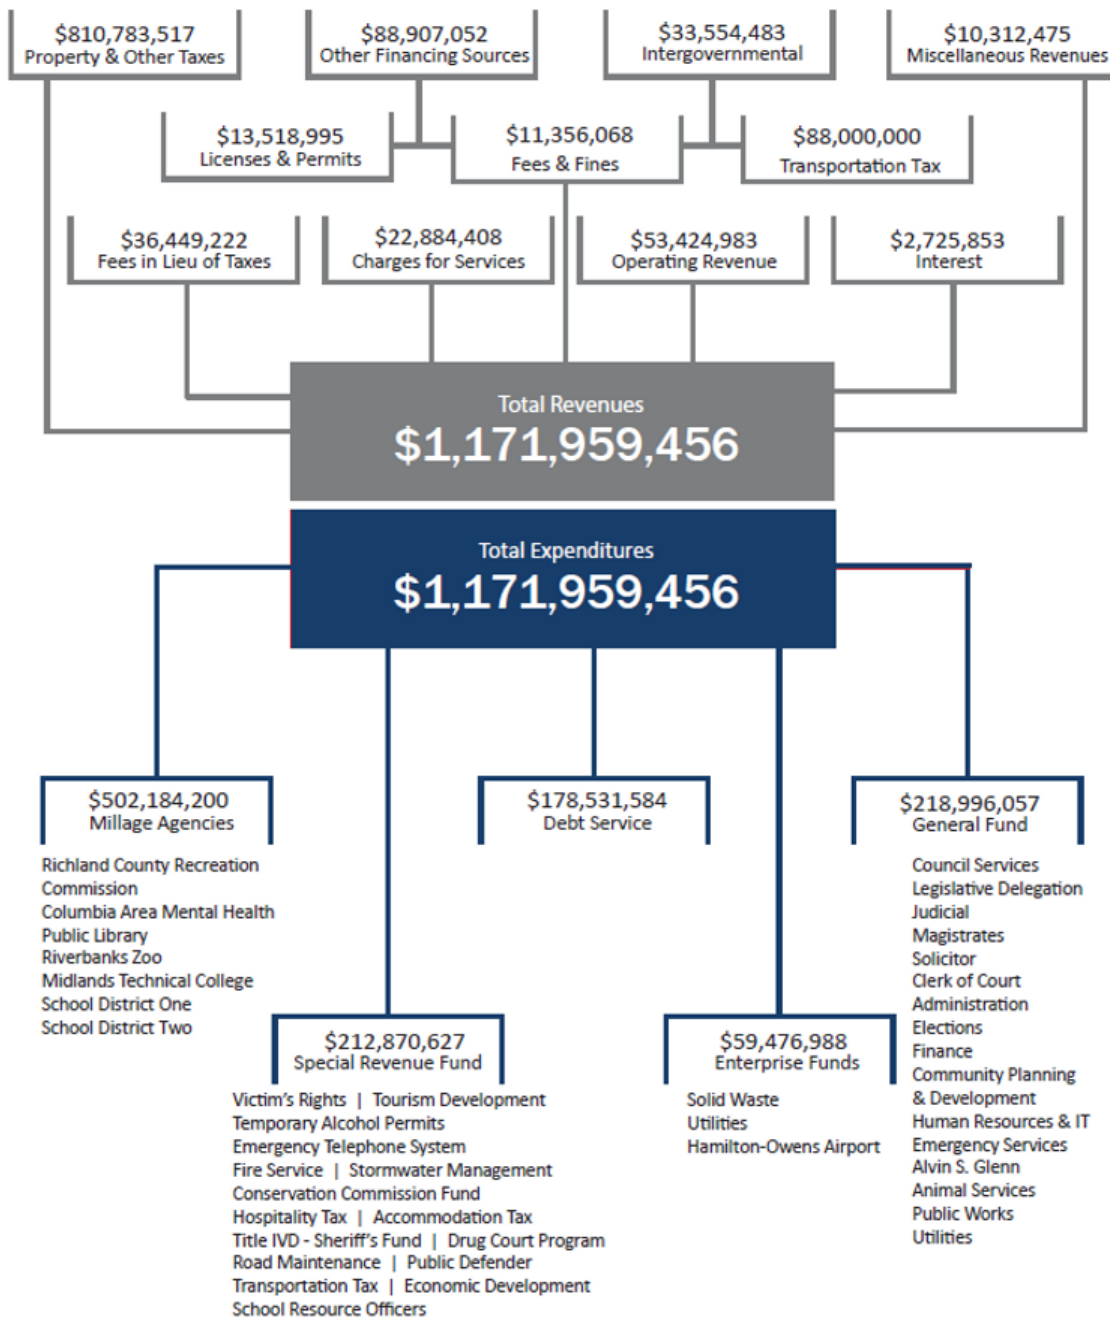 $810,783,517
Property & Other Taxes
$88,907,052
Other Financing Sources
$33,554,483
Intergovernmental
$10,312,475
Miscellaneous Revenues
$13,518,995
Licenses & Permits
$11,356,068
Fees & Fines
$88,000,000
Transportation Tax
$36,449,222
Fees in Lieu of Taxes
$22,884,408
Charges for Services
$53,424,983
Operating Revenue
$2,725,853
Interest
Total Revenues
$1,171,959,456
Total Expenditures
$1,171,959,456
$502,184,200
Millage Agencies
Richland County Recreation
Commission
Columbia Area Mental Health
Public Library
Riverbanks Zoo
Midlands Technical College
School District One
School District Two
$178,531,584
Debt Service
$218,996,057
General Fund
Council Services
Legislative Delegation
Judicial
Magistrates
Solicitor
Clerk of Court
Administration
Elections
Finance
Community Planning
& Development
Human Resources & IT
Emergency Services
Alvin S. Glenn
Animal Services
Public Works
Utilities
$212,870,627
Special Revenue Fund
Victim's Rights | Tourism Development
Temporary Alcohol Permits
Emergency Telephone System
Fire Service | Stormwater Management
Conservation Commission Fund
Hospitality Tax | Accommodation Tax
Title IVD - Sheriff's Fund | Drug Court Program
Road Maintenance | Public Defender
Transportation Tax | Economic Development
School Resource Officers
$59,476,988
Enterprise Funds
Solid Waste
Utilities
Hamilton-Owens Airport